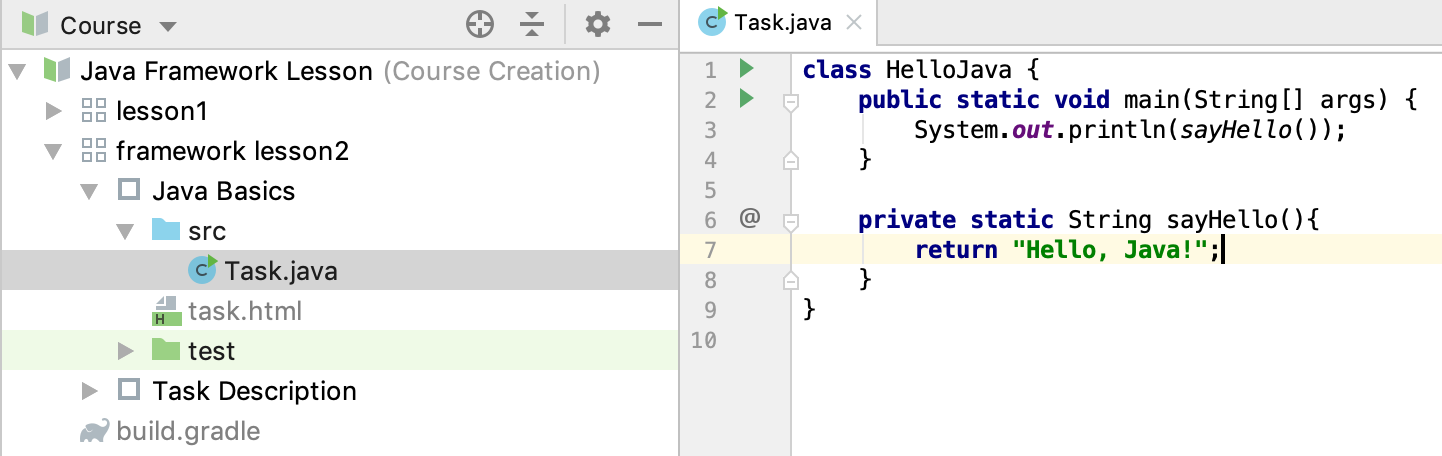 Course
Java Framework Lesson (Course Creation)
lesson1
framework lesson2
Java Basics
src
C Task.java
H task.html
test
Task Description
build.gradle
C Task.java
1 class HelloJava {
2 public static void main(String[] args) {
3 System.out.println(sayHello());
4 }
5
6 @ private static String sayHello(){
7 return "Hello, Java!";
8 }
9 }
10